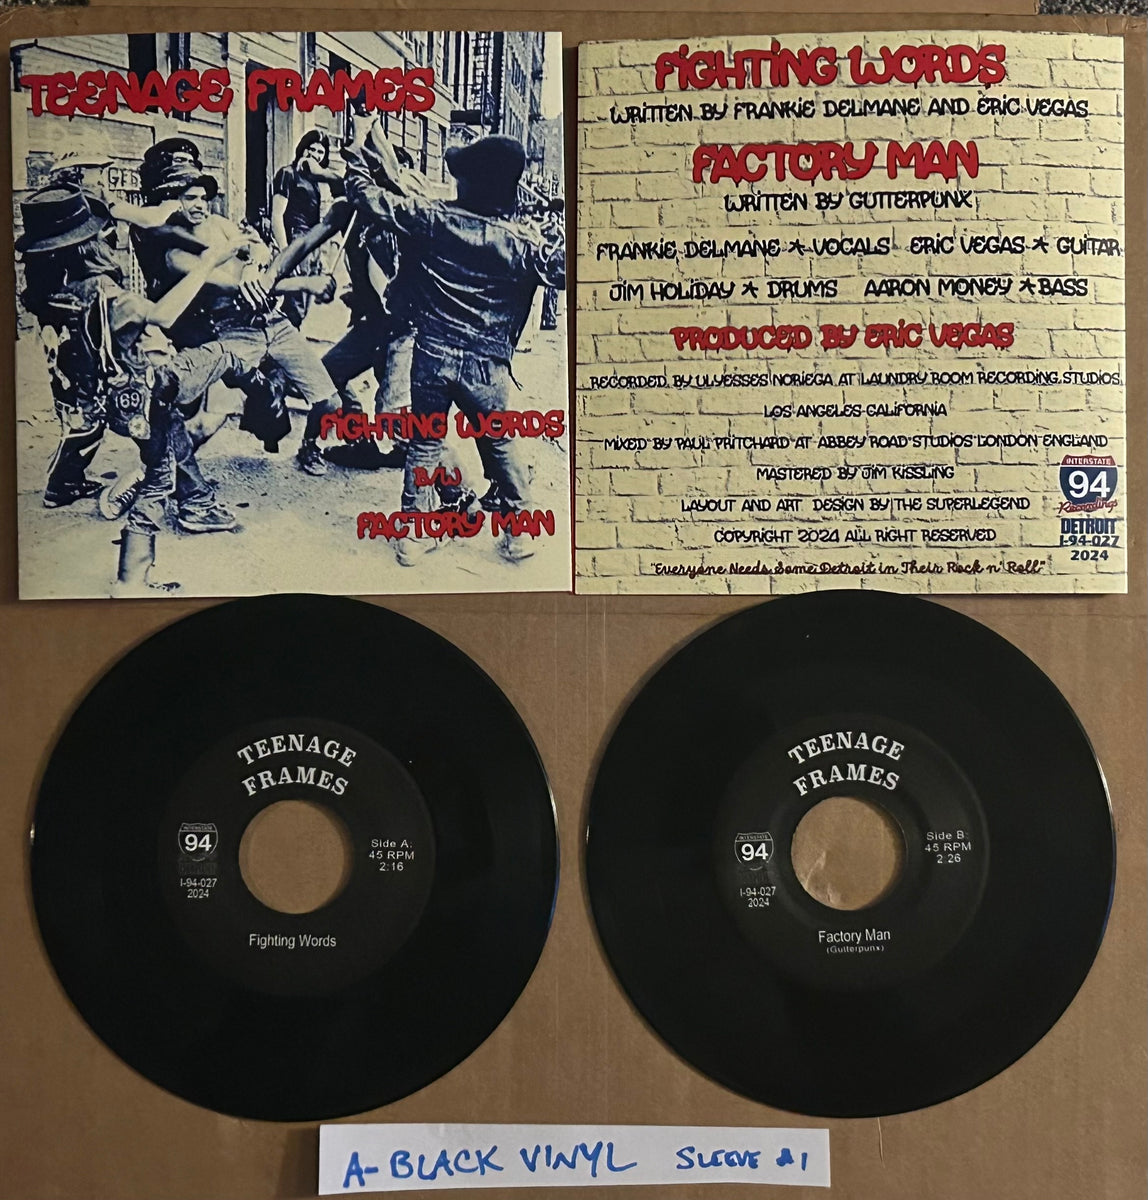 TEENAGE FRAMES
69
FIGHTING WORDS
B/W
FACTORY MAN
FIGHTING WORDS
WRITTEN BY FRANKIE DELMANE AND ERIC VEGAS
FACTORY MAN
WRITTEN BY GUTTERPUNX
FRANKIE DELMANE * VOCALS ERIC VEGAS * GUITAR
JIM HOLIDAY * DRUMS AARON MONEY * BASS
PRODUCED BY ERIC VEGAS
RECORDED BY ULYESSES NORIEGA AT LAUNDRY ROOM RECORDING STUDIOS
LOS ANGELES CALIFORNIA
MIXED BY PAUL PRITCHARD AT ABBEY ROAD STUDIOS LONDON ENGLAND
MASTERED BY JIM KISSLING
LAYOUT AND ART DESIGN BY THE SUPERLEGEND
COPYRIGHT 2024 ALL RIGHT RESERVED
"Everyone Needs Some Detroit in Their Rock n' Roll"
INTERSTATE
94
Recordings
DETROIT
I-94-027
2024
TEENAGE
FRAMES
INTERSTATE
94
I-94-027
2024
Side A:
45 RPM
2:16
Fighting Words
TEENAGE
FRAMES
INTERSTATE
94
I-94-027
2024
Side B:
45 RPM
2:26
Factory Man
(Gutterpunx)
A- BLACK VINYL SLEEVE #1